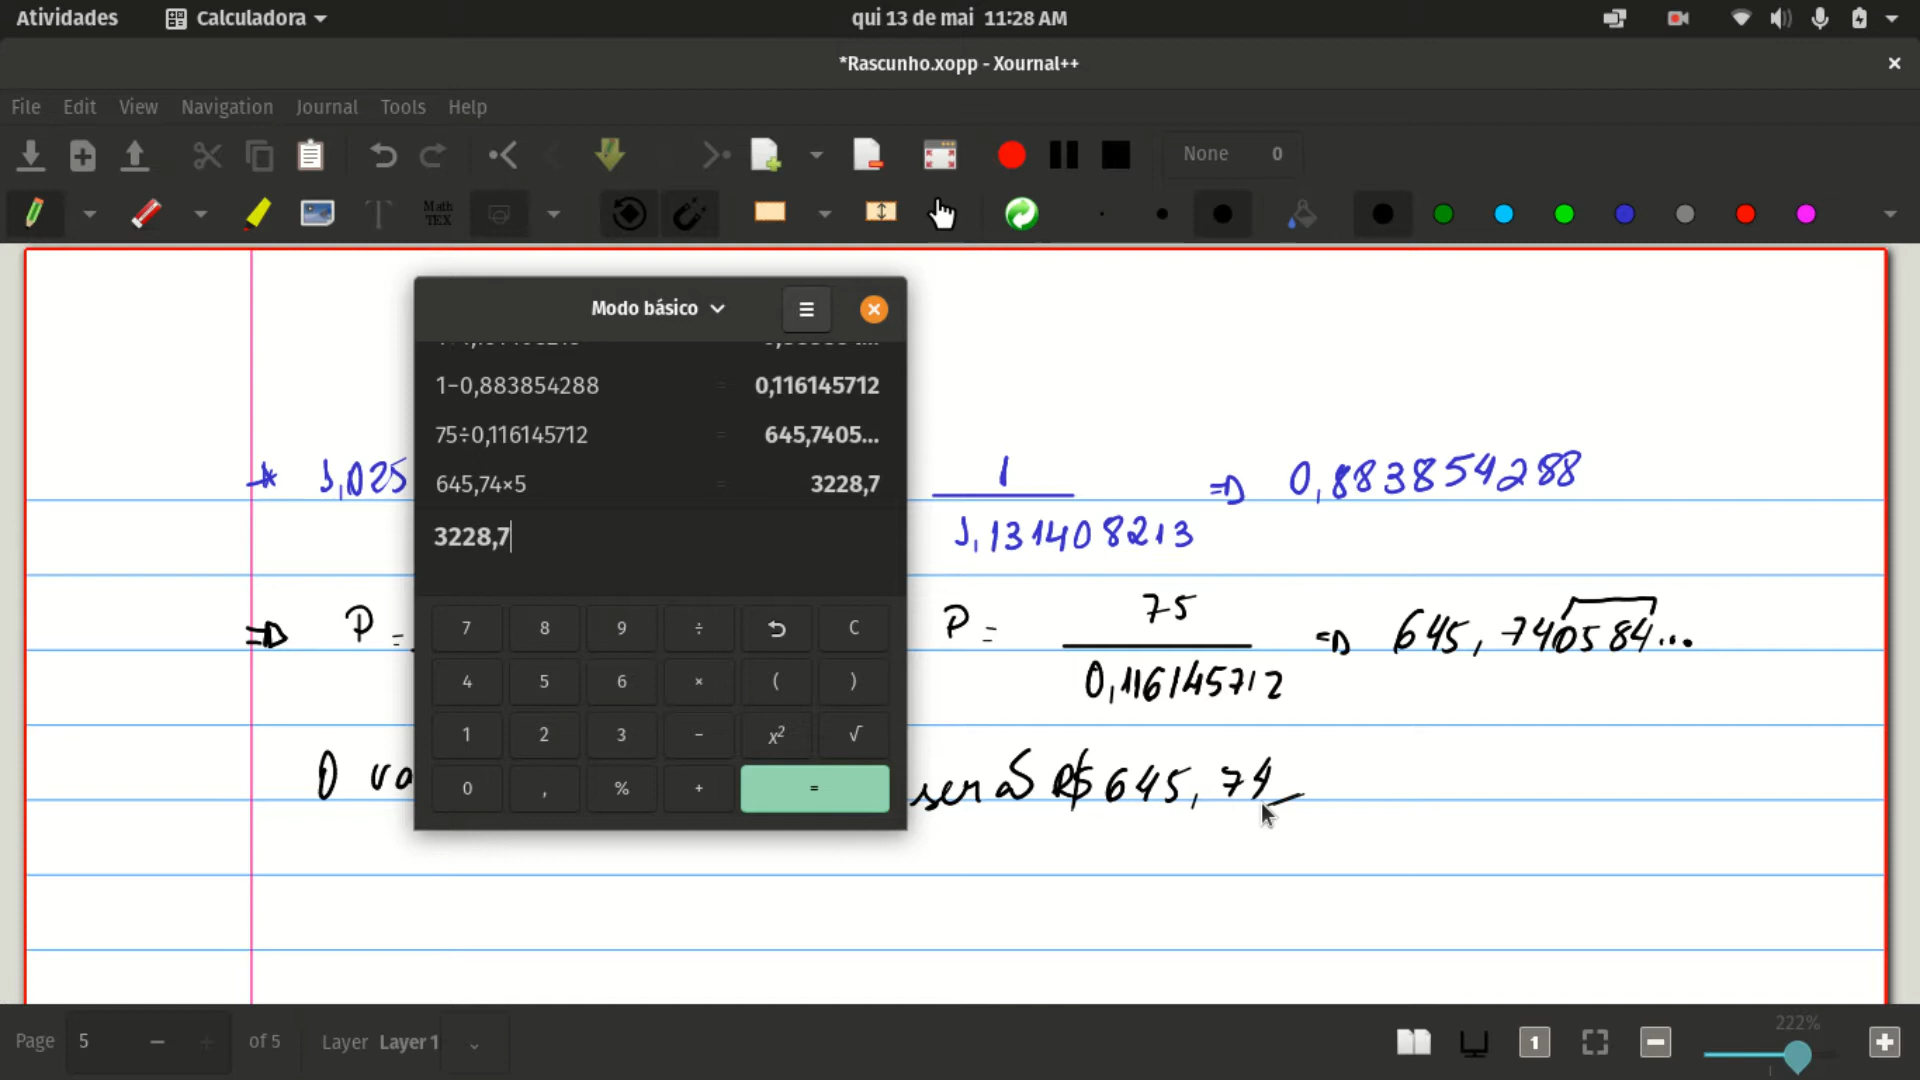 Atividades Calculadora qui 13 de mai 11:28 AM
*Rascunho.xopp - Xournal++
File Edit View Navigation Journal Tools Help
None 0
Math
TEX
Modo básico
1−0,883854288 = 0,116145712
75÷0,116145712 = 645,7405...
645,74×5 = 3228,7
3228,7
7 8 9 ÷ C
4 5 6 × ( )
1 2 3 − x² √
0 , % + =
* 1,025
1
1,131408213
⇒ 0,883854288
⇒ P =
P = 75
0,116145712
⇒ 645,740584...
O
será R$ 645,74
Page 5 of 5 Layer Layer 1
1
222%